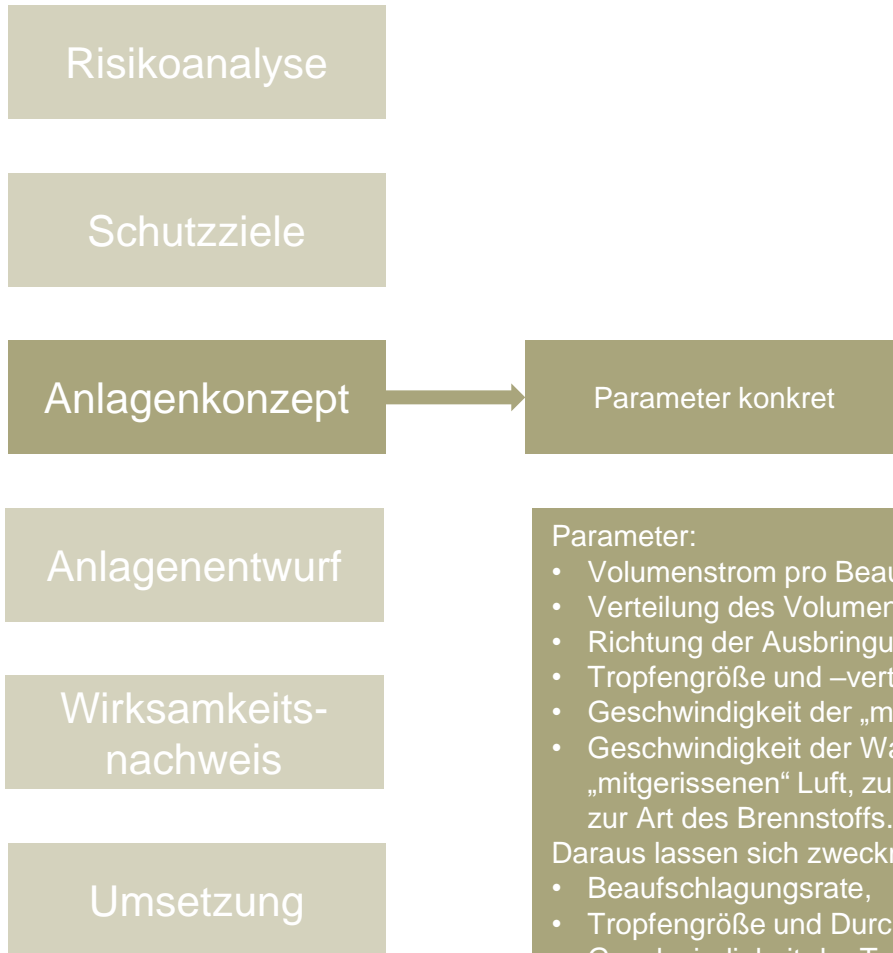 Risikoanalyse
Schutzziele
Anlagenkonzept
Parameter konkret
Anlagenentwurf
Wirksamkeits-
nachweis
Umsetzung
Parameter:
• Volumenstrom pro
• Verteilung des
• Richtung der
• Tropfengröße und
• Geschwindigkeit der
• Geschwindigkeit der
„mitgerissenen“ Luft,
zur Art des Brennstoffs.
Daraus lassen sich
• Beaufschlagungsrate,
• Tropfengröße und